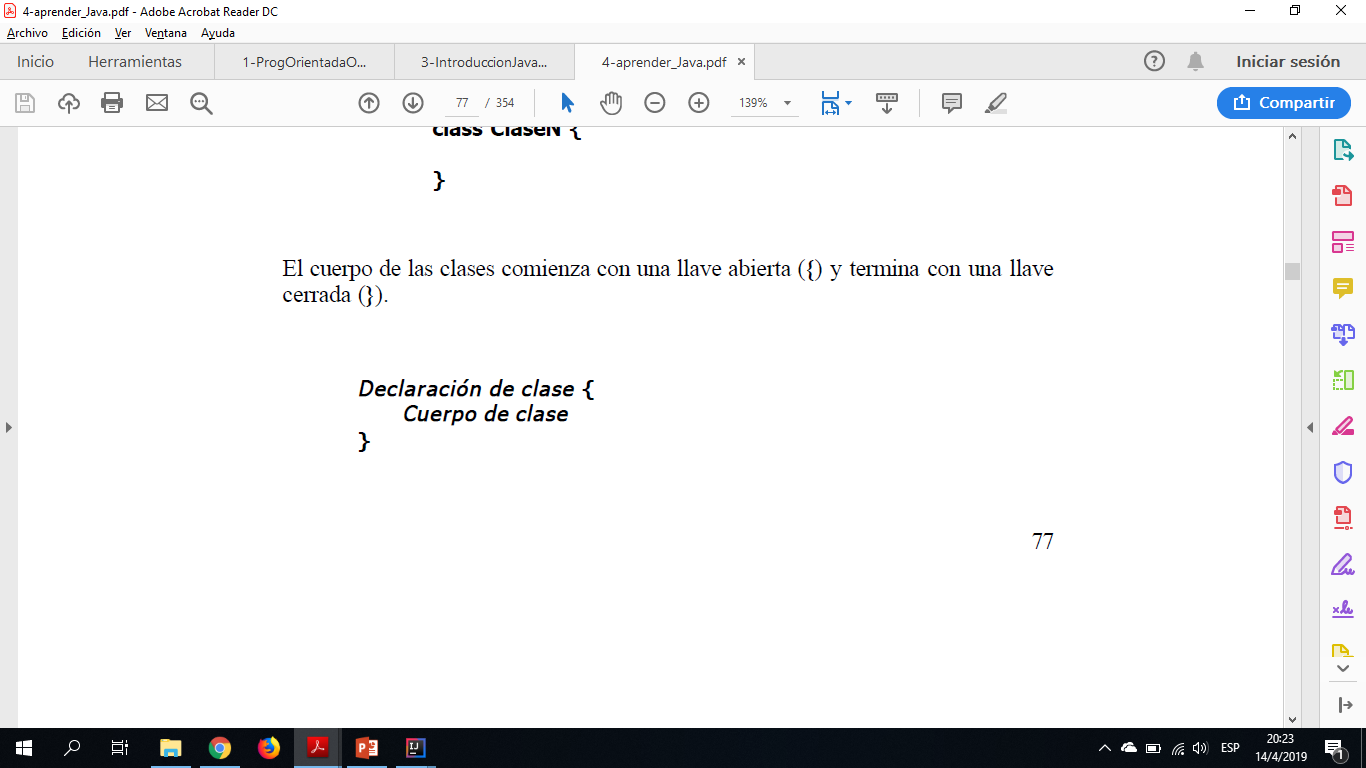 4-aprender_Java.pdf - Adobe Acrobat Reader DC
Archivo Edición Ver Ventana Ayuda
Inicio Herramientas 1-ProgOrientadaO... 3-IntroduccionJava... 4-aprender_Java.pdf × Iniciar sesión
77 / 354 139% Compartir
class ClaseN {
}
El cuerpo de las clases comienza con una llave abierta ({) y termina con una llave
cerrada (}).
Declaración de clase {
Cuerpo de clase
}
77
ESP
20:23
14/4/2019
1